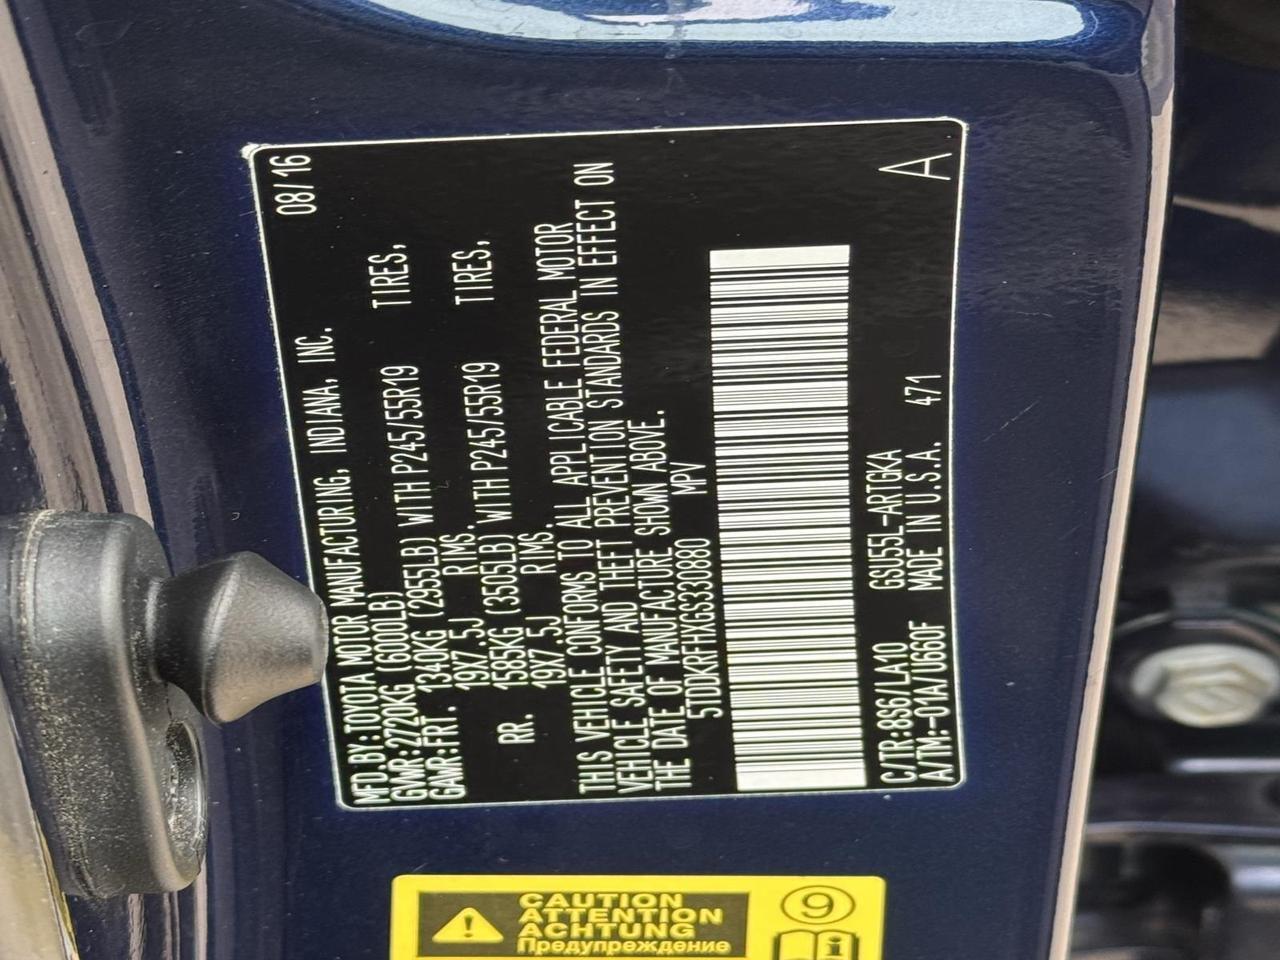 MFD.BY:TOYOTA MOTOR MANUFACTURING, INDIANA, INC. 08/16
GVWR:2720KG (6000LB)
GAWR:FRT. 1340KG (2955LB) WITH P245/55R19 TIRES,
19X7.5J RIMS.
RR. 1585KG (3505LB) WITH P245/55R19 TIRES,
19X7.5J RIMS.
THIS VEHICLE CONFORMS TO ALL APPLICABLE FEDERAL MOTOR
VEHICLE SAFETY AND THEFT PREVENTION STANDARDS IN EFFECT ON
THE DATE OF MANUFACTURE SHOWN ABOVE.
5TDDKRFHXGS330880 MPV
C/TR:8S6/LA10 GSU55L-ARTGKA 471 A
A/TM:-01A/U660F MADE IN U.S.A.
CAUTION
ATTENTION
ACHTUNG
Предупреждение
9